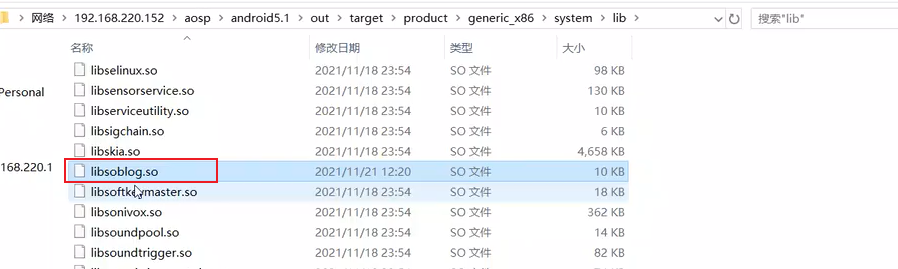 网络 › 192.168.220.152 › aosp › android5.1 › out › target › product › generic_x86 › system › lib › 搜索"lib"
名称 修改日期 类型 大小
libselinux.so 2021/11/18 23:54 SO 文件 98 KB
Personal
libsensorservice.so 2021/11/18 23:54 SO 文件 130 KB
libserviceutility.so 2021/11/18 23:54 SO 文件 10 KB
libsigchain.so 2021/11/18 23:54 SO 文件 6 KB
libskia.so 2021/11/18 23:54 SO 文件 4,658 KB
168.220.1
libsoblog.so 2021/11/21 12:20 SO 文件 10 KB
libsoftkeymaster.so 2021/11/18 23:54 SO 文件 18 KB
libsonivox.so 2021/11/18 23:54 SO 文件 362 KB
libsoundpool.so 2021/11/18 23:54 SO 文件 14 KB
libsoundtrigger.so 2021/11/18 23:54 SO 文件 82 KB